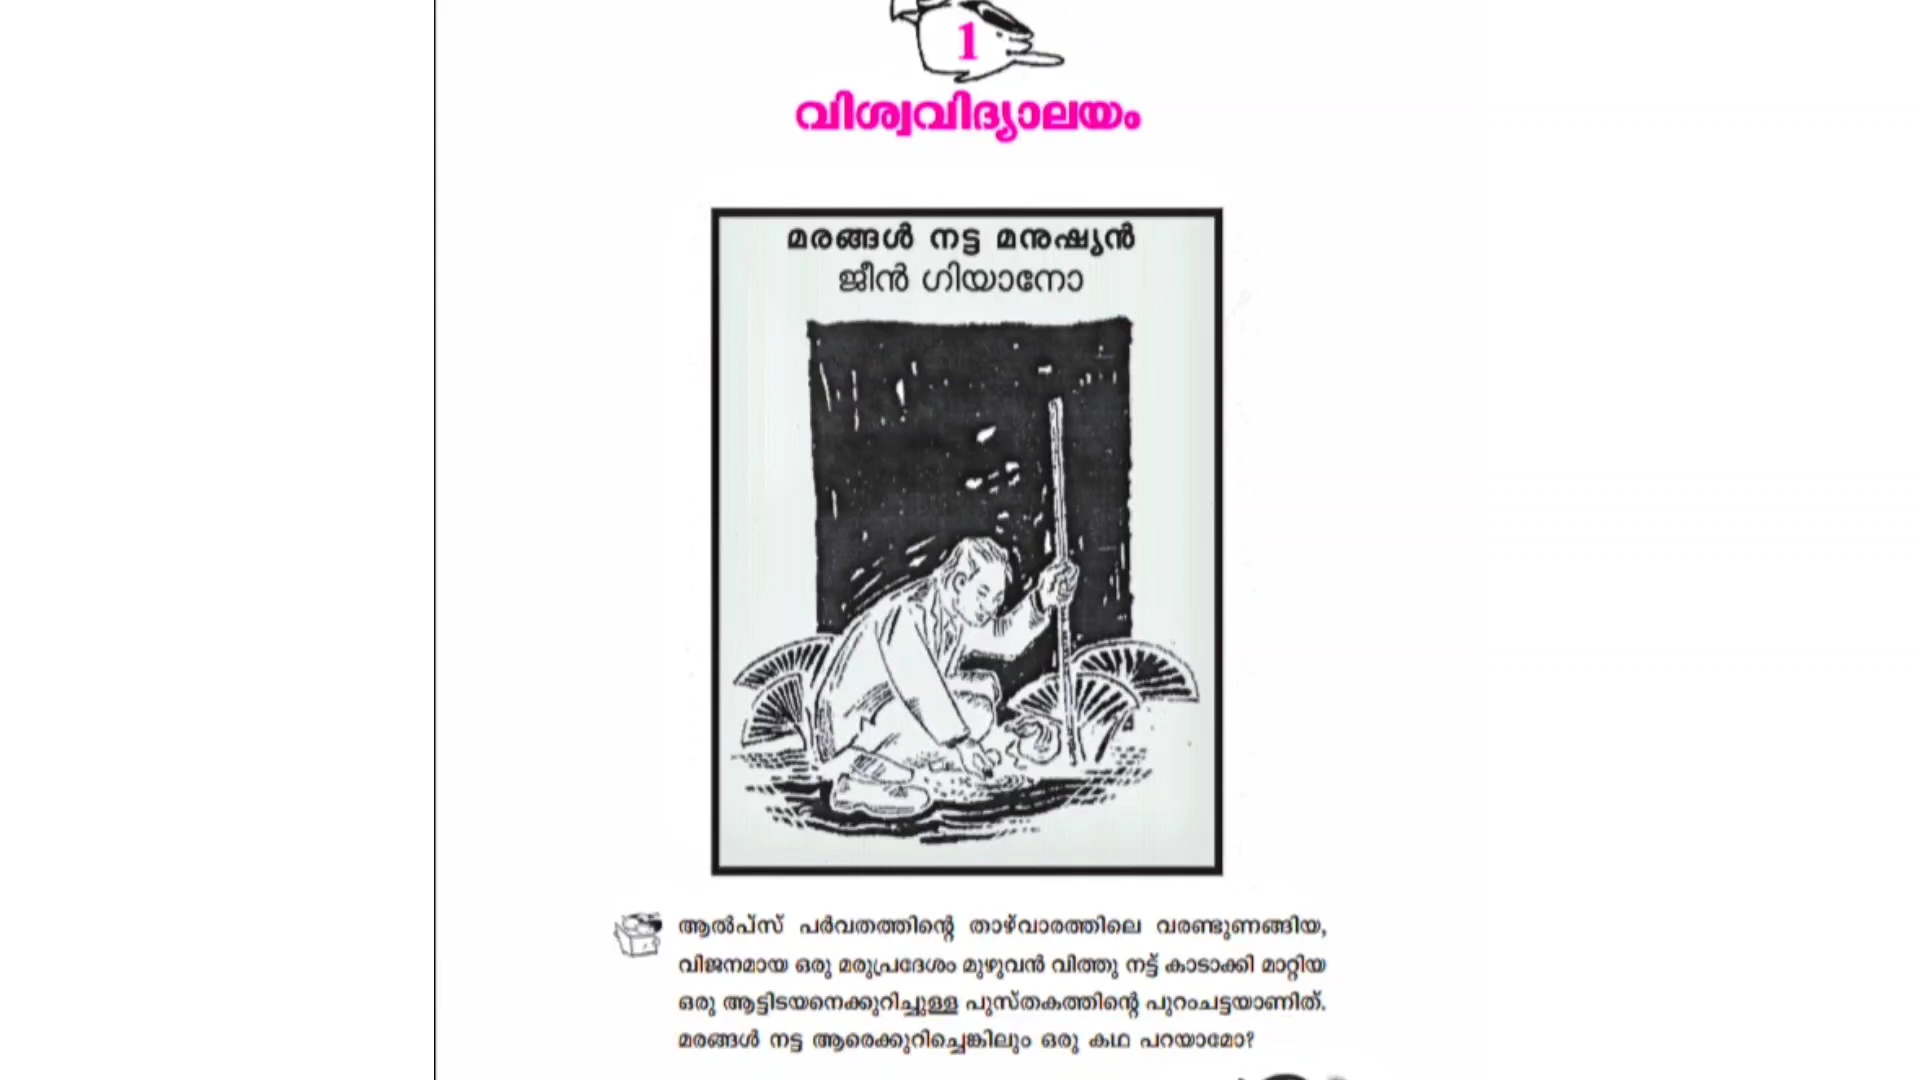 1
വിശ്വവിദ്യാലയം
മരങ്ങൾ നട്ട മനുഷ്യൻ
ജീൻ ഗിയാനോ
ആൽപ്സ് പർവതത്തിന്റെ താഴ്‌വാരത്തിലെ വരണ്ടുണങ്ങിയ,
വിജനമായ ഒരു മരുപ്രദേശം മുഴുവൻ വിത്തു നട്ട് കാടാക്കി മാറ്റിയ
ഒരു ആട്ടിടയനെക്കുറിച്ചുള്ള പുസ്തകത്തിന്റെ പുറംചട്ടയാണിത്.
മരങ്ങൾ നട്ട ആരെക്കുറിച്ചെങ്കിലും ഒരു കഥ പറയാമോ?